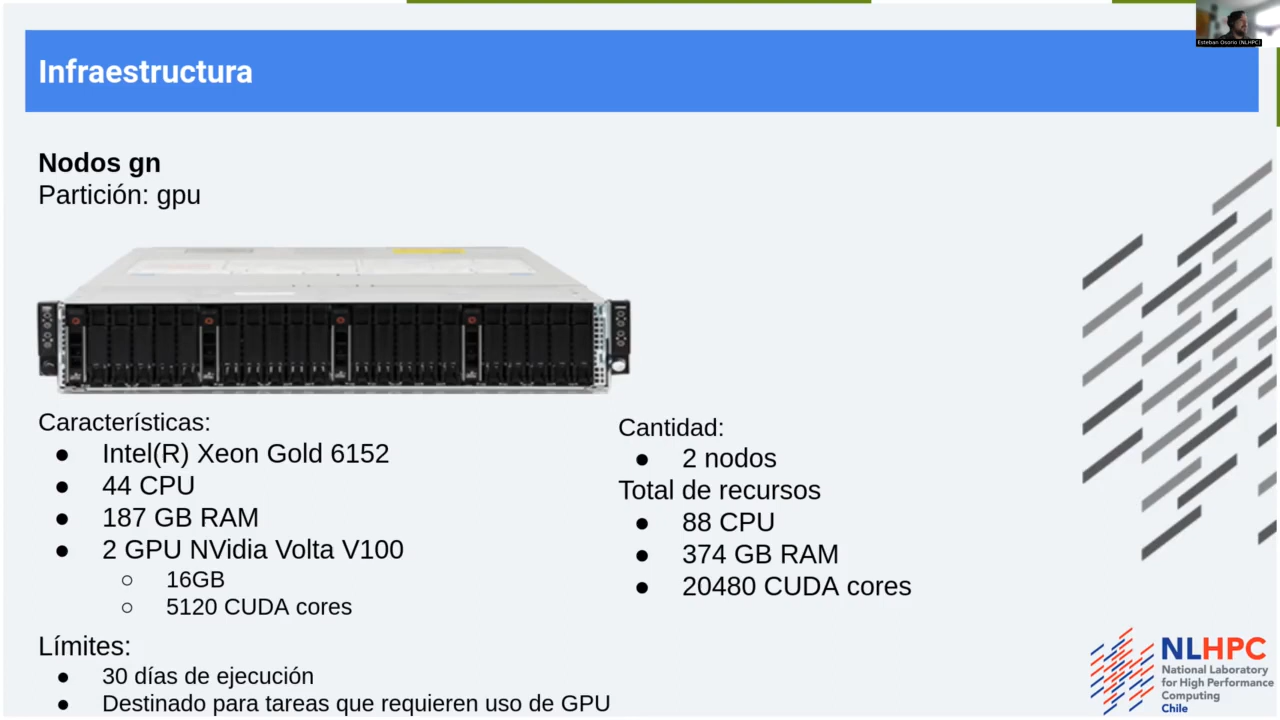 Esteban Osorio (NLHPC)
Infraestructura
Nodos gn
Partición: gpu
Características:
● Intel(R) Xeon Gold 6152
● 44 CPU
● 187 GB RAM
● 2 GPU NVidia Volta V100
○ 16GB
○ 5120 CUDA cores
Límites:
● 30 días de ejecución
● Destinado para tareas que requieren uso de GPU
Cantidad:
● 2 nodos
Total de recursos
● 88 CPU
● 374 GB RAM
● 20480 CUDA cores
NLHPC
National Laboratory
for High Performance
Computing
Chile